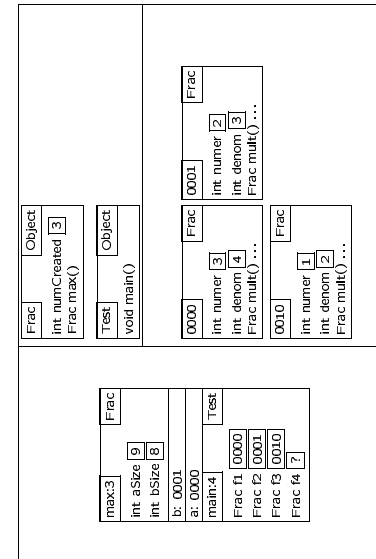 max:3 Frac
int aSize 9
int bSize 8
b: 0001
a: 0000
main:4 Test
Frac f1 0000
Frac f2 0001
Frac f3 0010
Frac f4 ?
Frac Object
int numCreated 3
Frac max()
Test Object
void main()
0000 Frac
int numer 3
int denom 4
Frac mult() ...
0001 Frac
int numer 2
int denom 3
Frac mult() ...
0010 Frac
int numer 1
int denom 2
Frac mult() ...